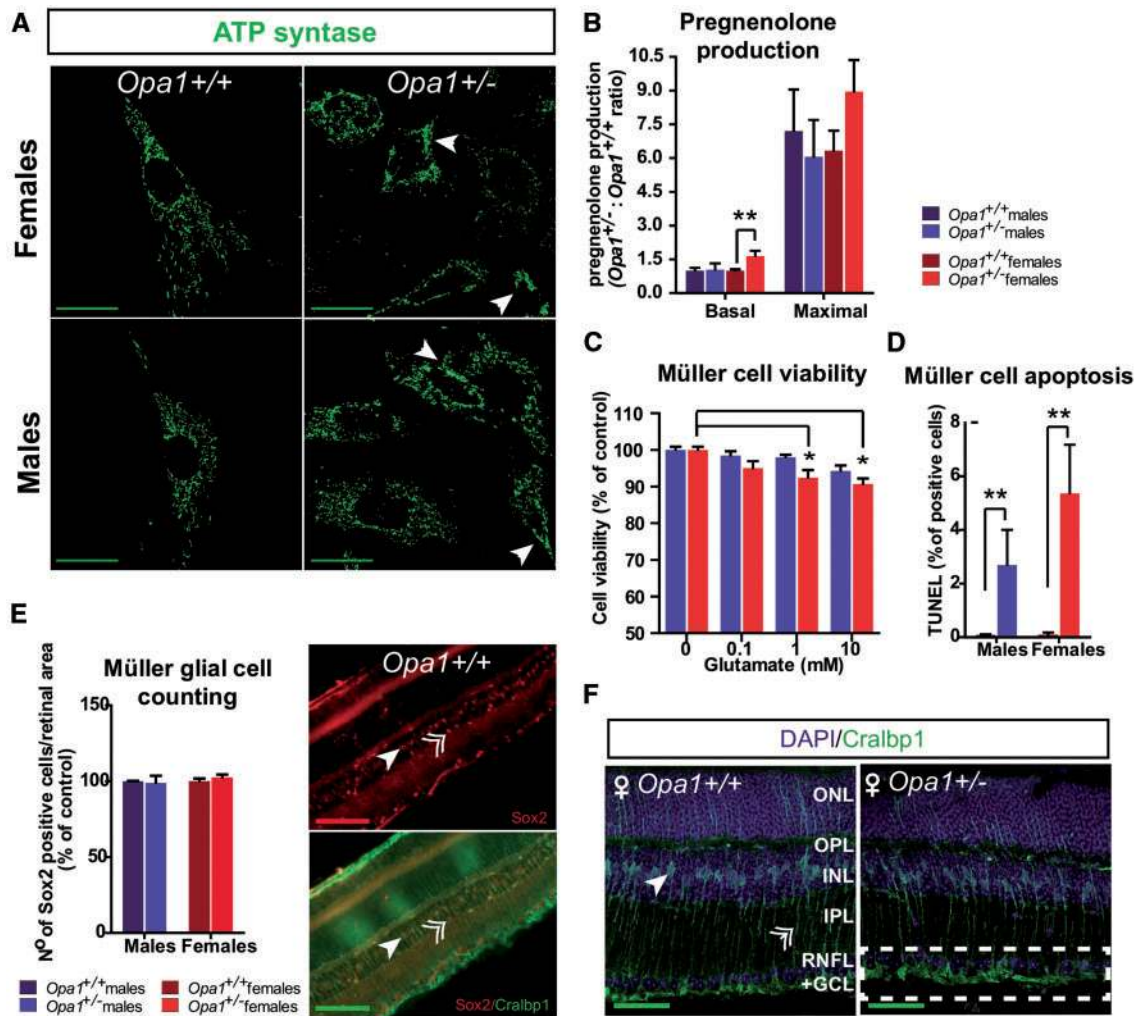 A
ATP syntase
Opa1+/+
Opa1+/-
Females
Males
B
Pregnenolone
production
pregnenolone production
(Opa1+/- : Opa1+/+ ratio)
10.5
9.0
7.5
6.0
4.5
3.0
1.5
0.0
**
Basal
Maximal
Opa1+/+males
Opa1+/-males
Opa1+/+females
Opa1+/-females
C
Müller cell viability
Cell viability (% of control)
110
100
90
80
70
60
50
*
*
0
0.1
1
10
Glutamate (mM)
D
Müller cell apoptosis
TUNEL (%of positive cells)
8
6
4
2
0
**
**
Males
Females
E
Müller glial cell
counting
Nº of Sox2 positive cells/retinal area
(% of control)
150
100
50
0
Males
Females
Opa1+/+males
Opa1+/-males
Opa1+/+females
Opa1+/-females
Opa1+/+
Sox2
Sox2/Cralbp1
F
DAPI/Cralbp1
♀ Opa1+/+
♀ Opa1+/-
ONL
OPL
INL
IPL
RNFL
+GCL